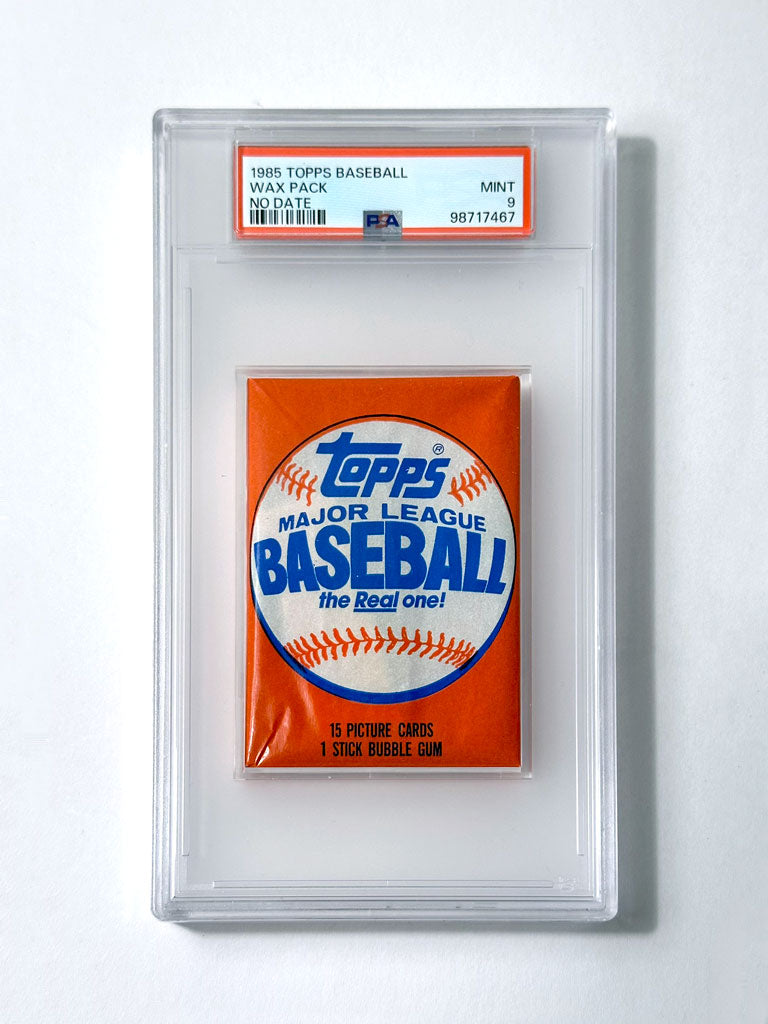 1985 TOPPS BASEBALL
WAX PACK MINT
NO DATE 9
PSA 98717467
Topps®
MAJOR LEAGUE
BASEBALL
the Real one!
15 PICTURE CARDS
1 STICK BUBBLE GUM